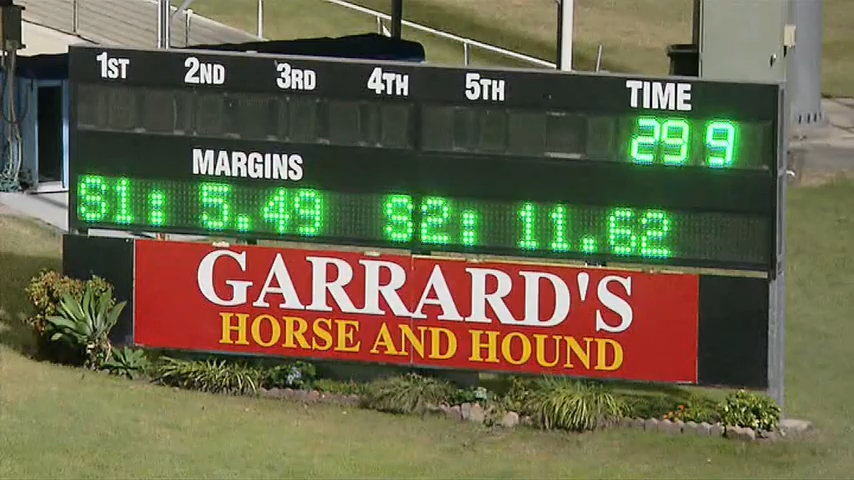 1ST 2ND 3RD 4TH 5TH TIME
29 9
MARGINS
S1: 5.49 S2: 11.62
GARRARD'S
HORSE AND HOUND